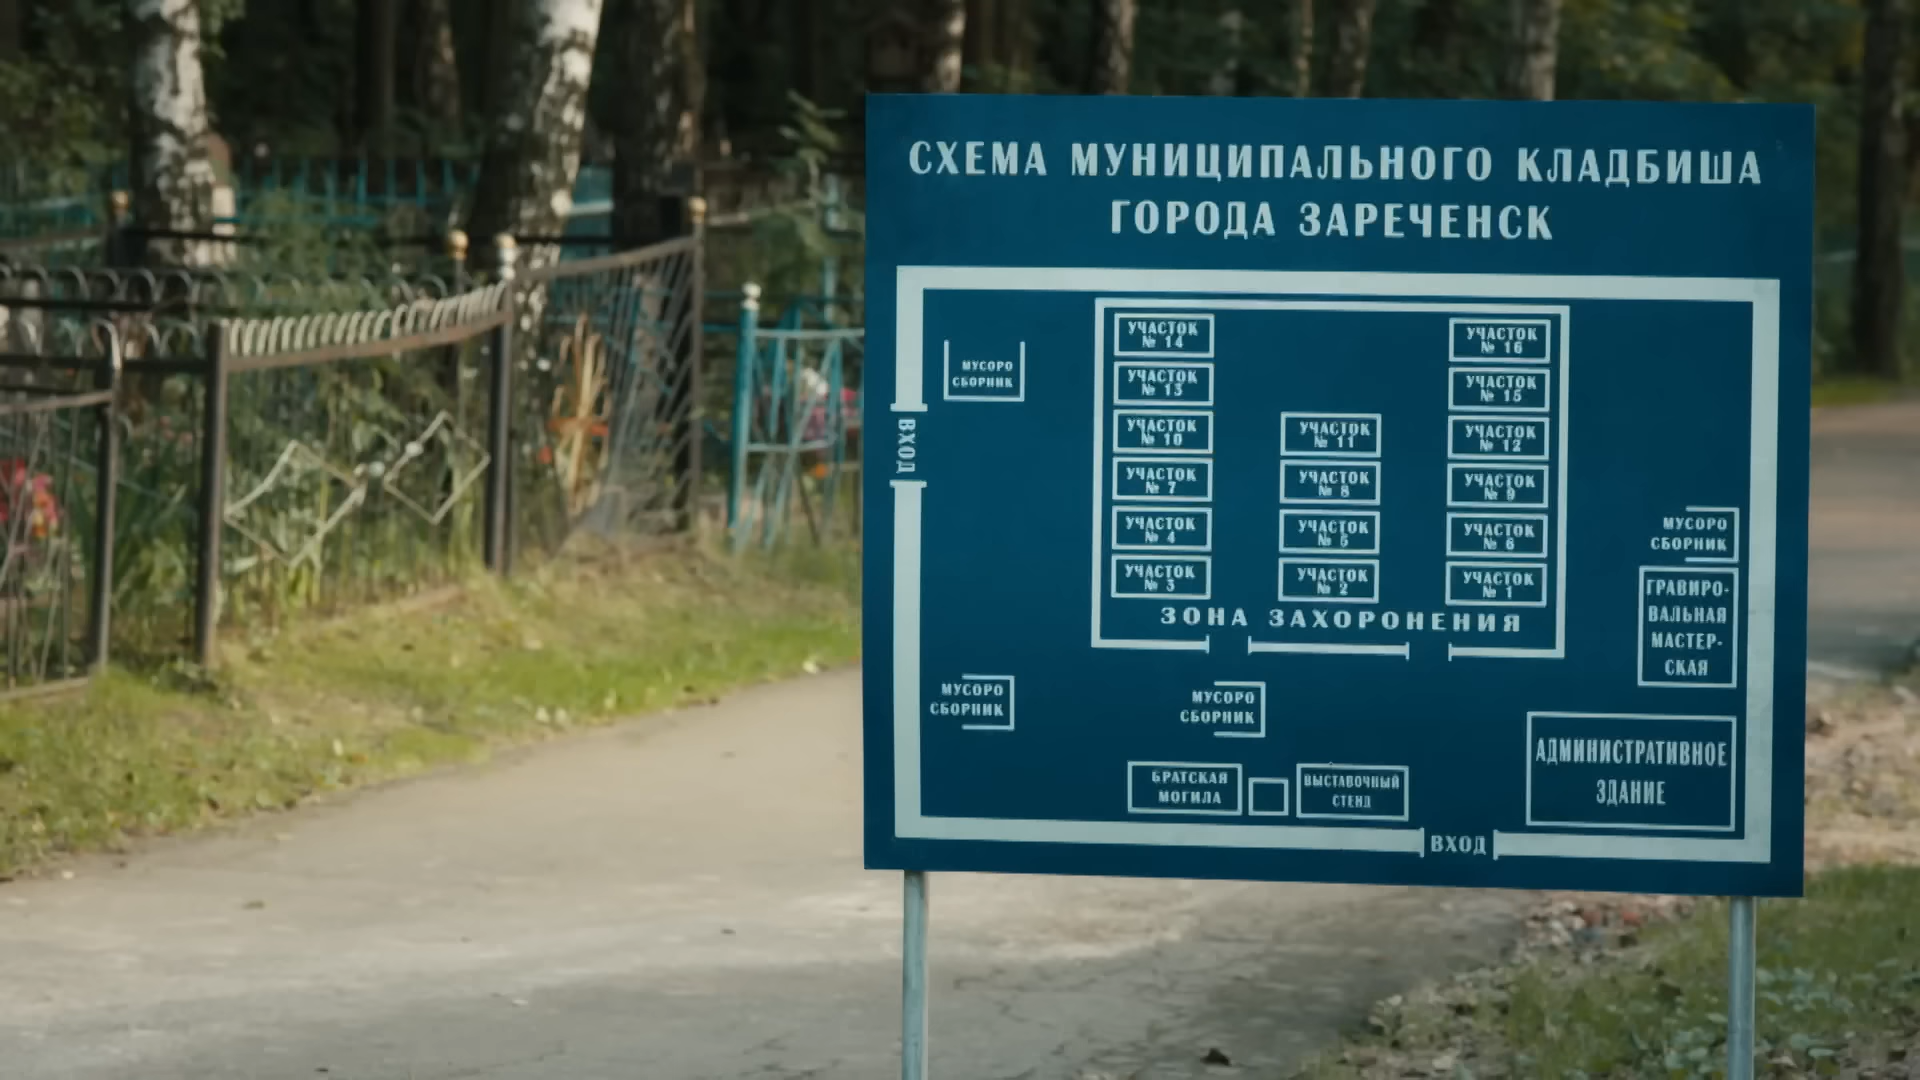 СХЕМА МУНИЦИПАЛЬНОГО КЛАДБИША
ГОРОДА ЗАРЕЧЕНСК
УЧАСТОК
№ 14
УЧАСТОК
№ 16
МУСОРО
СБОРНИК
УЧАСТОК
№ 13
УЧАСТОК
№ 15
ВХОД
УЧАСТОК
№ 10
УЧАСТОК
№ 11
УЧАСТОК
№ 12
УЧАСТОК
№ 7
УЧАСТОК
№ 8
УЧАСТОК
№ 9
УЧАСТОК
№ 4
УЧАСТОК
№ 5
УЧАСТОК
№ 6
МУСОРО
СБОРНИК
УЧАСТОК
№ 3
УЧАСТОК
№ 2
УЧАСТОК
№ 1
ЗОНА ЗАХОРОНЕНИЯ
ГРАВИРО-
ВАЛЬНАЯ
МАСТЕР-
СКАЯ
МУСОРО
СБОРНИК
МУСОРО
СБОРНИК
БРАТСКАЯ
МОГИЛА
ВЫСТАВОЧНЫЙ
СТЕНД
АДМИНИСТРАТИВНОЕ
ЗДАНИЕ
ВХОД